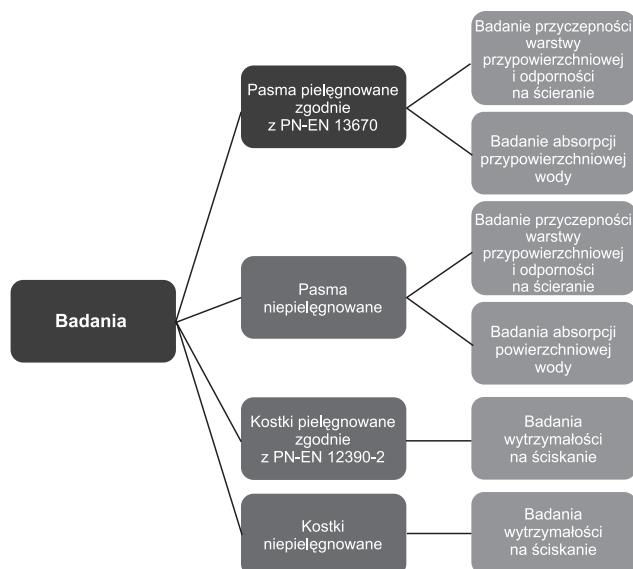 Badania
Pasma pielęgnowane
zgodnie
z PN-EN 13670
Badanie przyczepności
warstwy
przypowierzchniowej
i odporności
na ścieranie
Badanie absorpcji
przypowierzchniowej
wody
Pasma
niepielęgnowane
Badanie przyczepności
warstwy
przypowierzchniowej
i odporności
na ścieranie
Badania absorpcji
powierzchniowej
wody
Kostki pielęgnowane
zgodnie
z PN-EN 12390-2
Badania
wytrzymałości
na ściskanie
Kostki
niepielęgnowane
Badania
wytrzymałości
na ściskanie